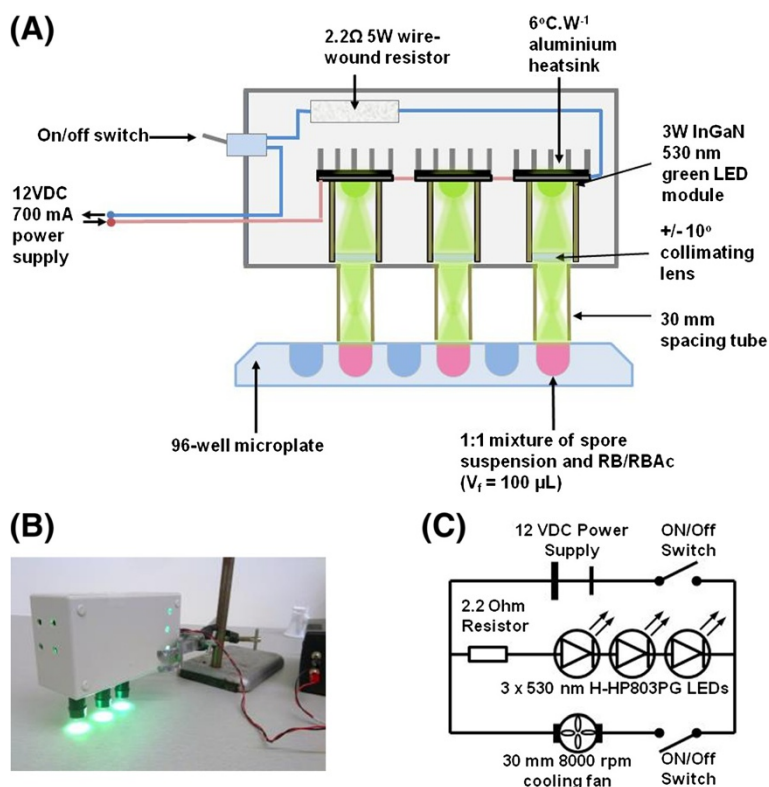 (A)
2.2Ω 5W wire-
wound resistor
6°C.W-1
aluminium
heatsink
On/off switch
3W InGaN
530 nm
green LED
module
12VDC
700 mA
power
supply
+/- 10°
collimating
lens
30 mm
spacing tube
96-well microplate
1:1 mixture of spore
suspension and RB/RBAc
(Vf = 100 µL)
(B)
(C)
12 VDC Power
Supply
ON/Off
Switch
2.2 Ohm
Resistor
3 x 530 nm H-HP803PG LEDs
30 mm 8000 rpm
cooling fan
ON/Off
Switch